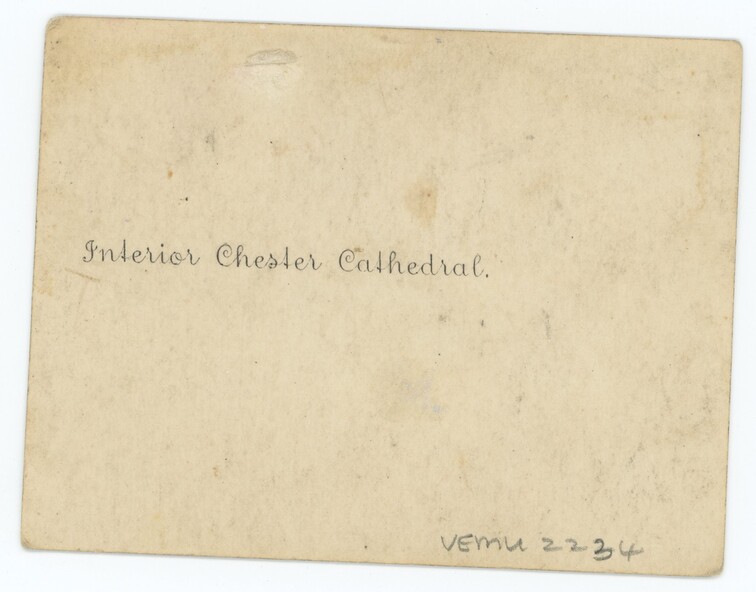 Interior Chester Cathedral.
VEMU 2234